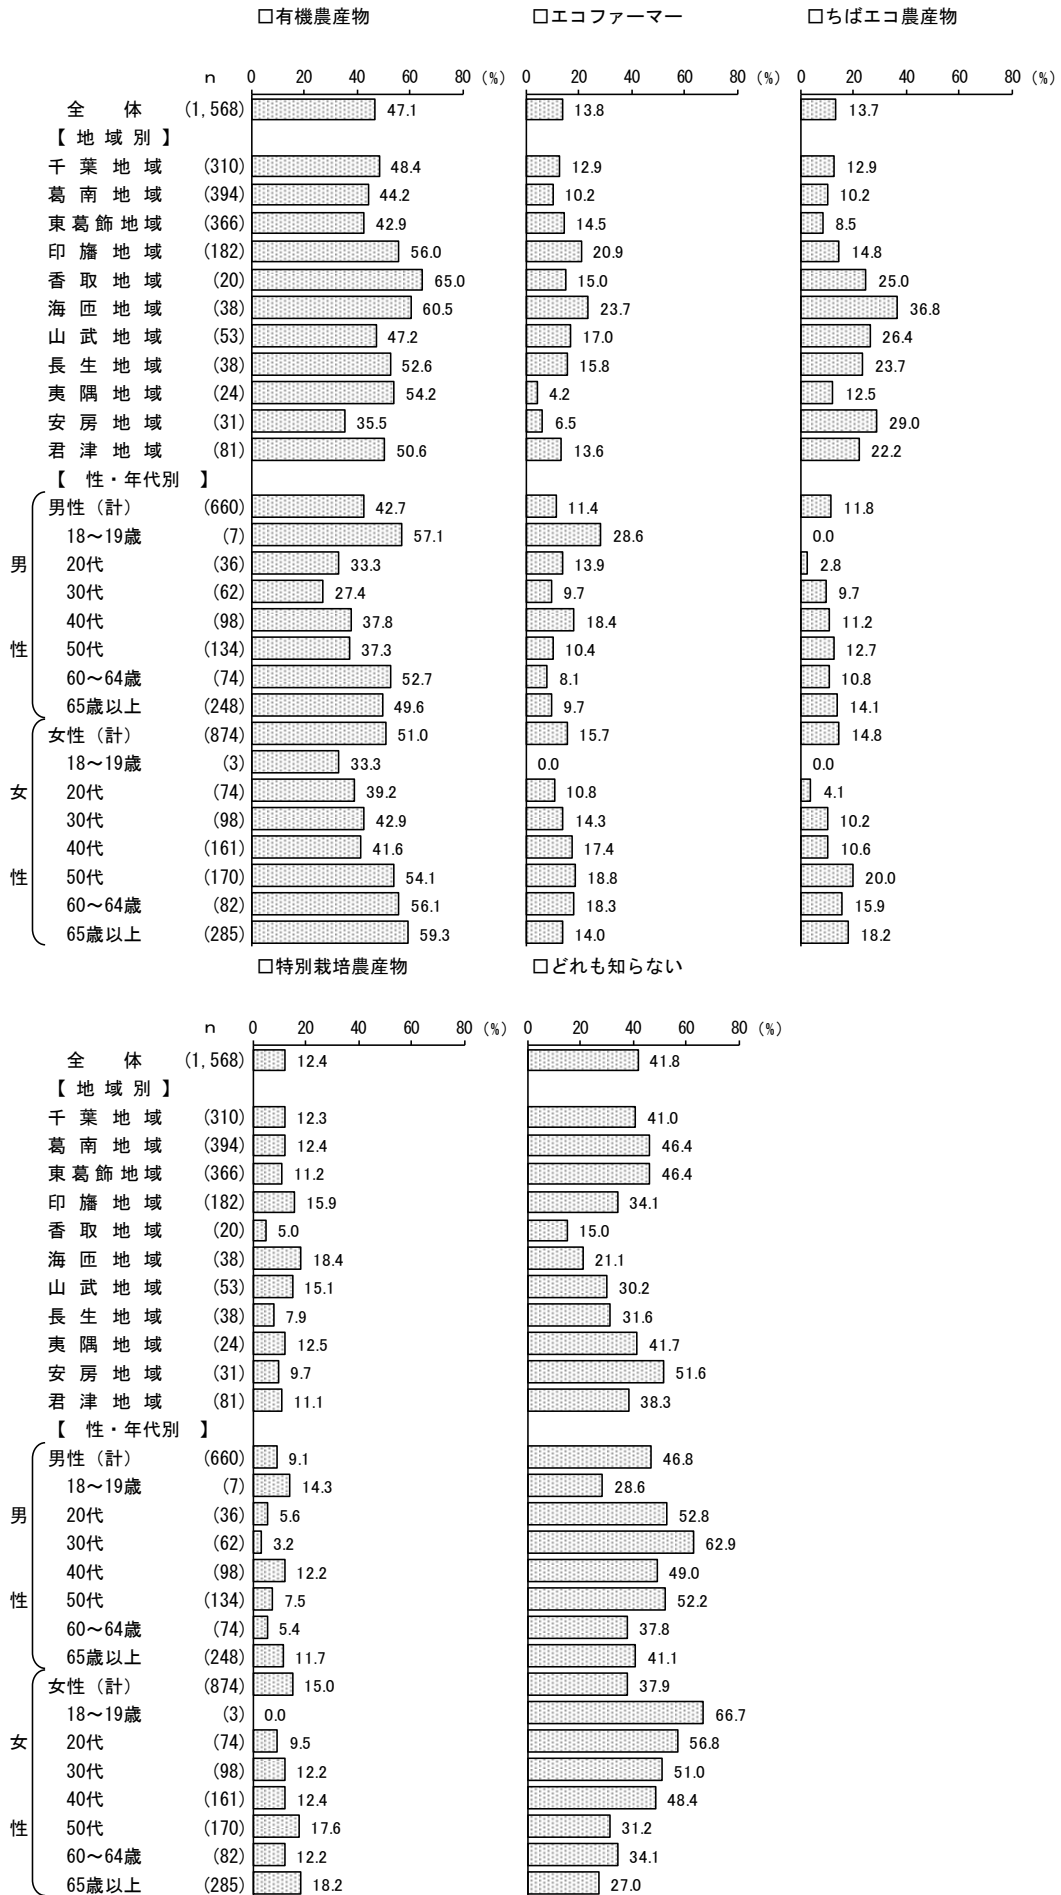 □有機農産物 □エコファーマー □ちばエコ農産物
n 0 20 40 60 80 (%) 0 20 40 60 80 (%) 0 20 40 60 80 (%)
全体 (1,568) 47.1 13.8 13.7
【地域別】
千葉地域 (310) 48.4 12.9 12.9
葛南地域 (394) 44.2 10.2 10.2
東葛飾地域 (366) 42.9 14.5 8.5
印旛地域 (182) 56.0 20.9 14.8
香取地域 (20) 65.0 15.0 25.0
海匝地域 (38) 60.5 23.7 36.8
山武地域 (53) 47.2 17.0 26.4
長生地域 (38) 52.6 15.8 23.7
夷隅地域 (24) 54.2 4.2 12.5
安房地域 (31) 35.5 6.5 29.0
君津地域 (81) 50.6 13.6 22.2
【 性・年代別 】
男性（計） (660) 42.7 11.4 11.8
18～19歳 (7) 57.1 28.6 0.0
男 20代 (36) 33.3 13.9 2.8
30代 (62) 27.4 9.7 9.7
40代 (98) 37.8 18.4 11.2
性 50代 (134) 37.3 10.4 12.7
60～64歳 (74) 52.7 8.1 10.8
65歳以上 (248) 49.6 9.7 14.1
女性（計） (874) 51.0 15.7 14.8
18～19歳 (3) 33.3 0.0 0.0
女 20代 (74) 39.2 10.8 4.1
30代 (98) 42.9 14.3 10.2
40代 (161) 41.6 17.4 10.6
性 50代 (170) 54.1 18.8 20.0
60～64歳 (82) 56.1 18.3 15.9
65歳以上 (285) 59.3 14.0 18.2
□特別栽培農産物 □どれも知らない
n 0 20 40 60 80 (%) 0 20 40 60 80 (%)
全体 (1,568) 12.4 41.8
【地域別】
千葉地域 (310) 12.3 41.0
葛南地域 (394) 12.4 46.4
東葛飾地域 (366) 11.2 46.4
印旛地域 (182) 15.9 34.1
香取地域 (20) 5.0 15.0
海匝地域 (38) 18.4 21.1
山武地域 (53) 15.1 30.2
長生地域 (38) 7.9 31.6
夷隅地域 (24) 12.5 41.7
安房地域 (31) 9.7 51.6
君津地域 (81) 11.1 38.3
【 性・年代別 】
男性（計） (660) 9.1 46.8
18～19歳 (7) 14.3 28.6
男 20代 (36) 5.6 52.8
30代 (62) 3.2 62.9
40代 (98) 12.2 49.0
性 50代 (134) 7.5 52.2
60～64歳 (74) 5.4 37.8
65歳以上 (248) 11.7 41.1
女性（計） (874) 15.0 37.9
18～19歳 (3) 0.0 66.7
女 20代 (74) 9.5 56.8
30代 (98) 12.2 51.0
40代 (161) 12.4 48.4
性 50代 (170) 17.6 31.2
60～64歳 (82) 12.2 34.1
65歳以上 (285) 18.2 27.0